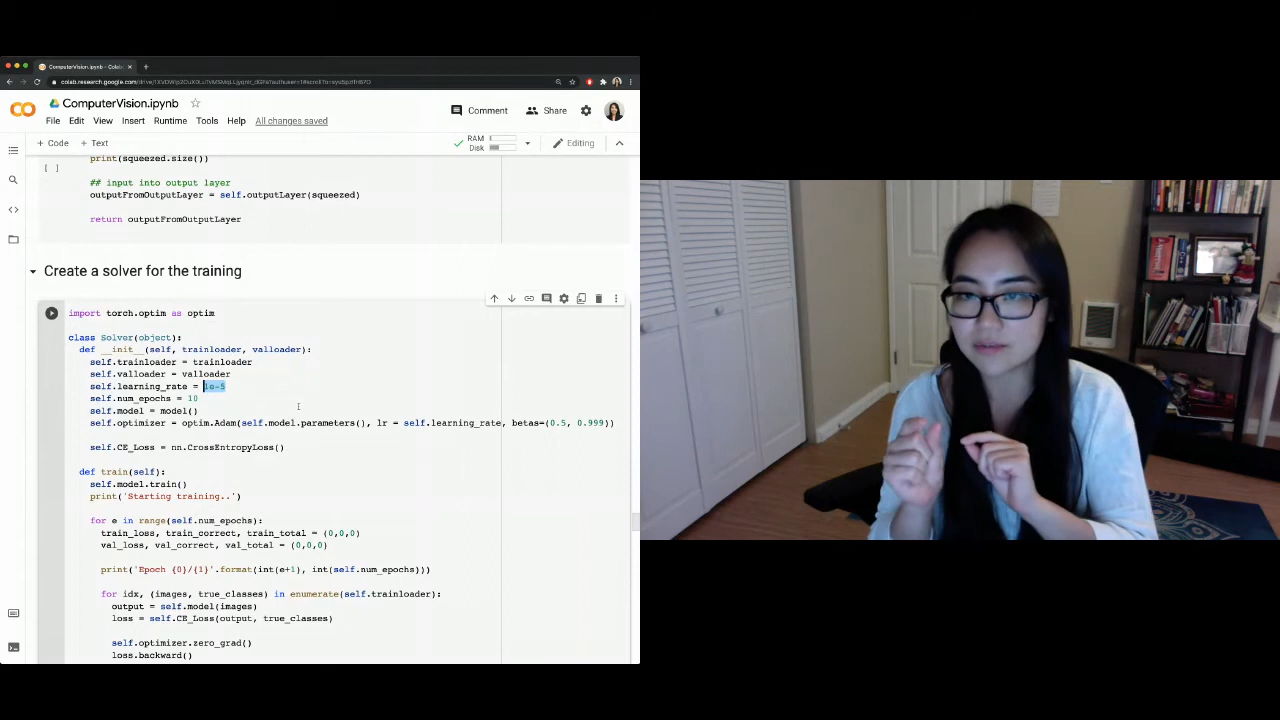 ComputerVision.ipynb - Colab
ComputerVision.ipynb
Comment
Share
File Edit View Insert Runtime Tools Help All changes saved
+ Code + Text
RAM
Disk
Editing
print(squeezed.size())
[ ]
## input into output layer
outputFromOutputLayer = self.outputLayer(squeezed)
return outputFromOutputLayer
Create a solver for the training
import torch.optim as optim
class Solver(object):
def __init__(self, trainloader, valloader):
self.trainloader = trainloader
self.valloader = valloader
self.learning_rate = 1e-5
self.num_epochs = 10
self.model = model()
self.optimizer = optim.Adam(self.model.parameters(), lr = self.learning_rate, betas=(0.5, 0.999))
self.CE_Loss = nn.CrossEntropyLoss()
def train(self):
self.model.train()
print('Starting training..')
for e in range(self.num_epochs):
train_loss, train_correct, train_total = (0,0,0)
val_loss, val_correct, val_total = (0,0,0)
print('Epoch {0}/{1}'.format(int(e+1), int(self.num_epochs)))
for idx, (images, true_classes) in enumerate(self.trainloader):
output = self.model(images)
loss = self.CE_Loss(output, true_classes)
self.optimizer.zero_grad()
loss.backward()